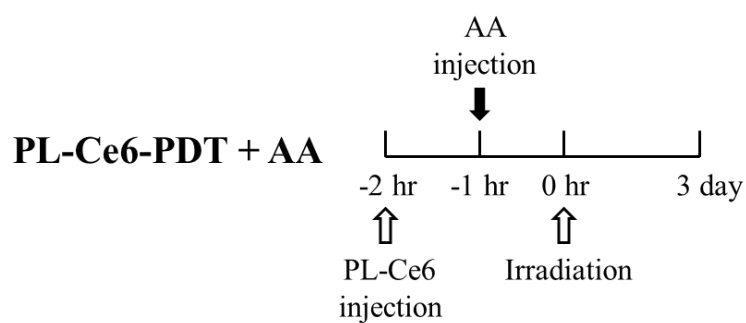 AA
injection
PL-Ce6-PDT + AA
-2 hr -1 hr 0 hr 3 day
PL-Ce6
injection
Irradiation